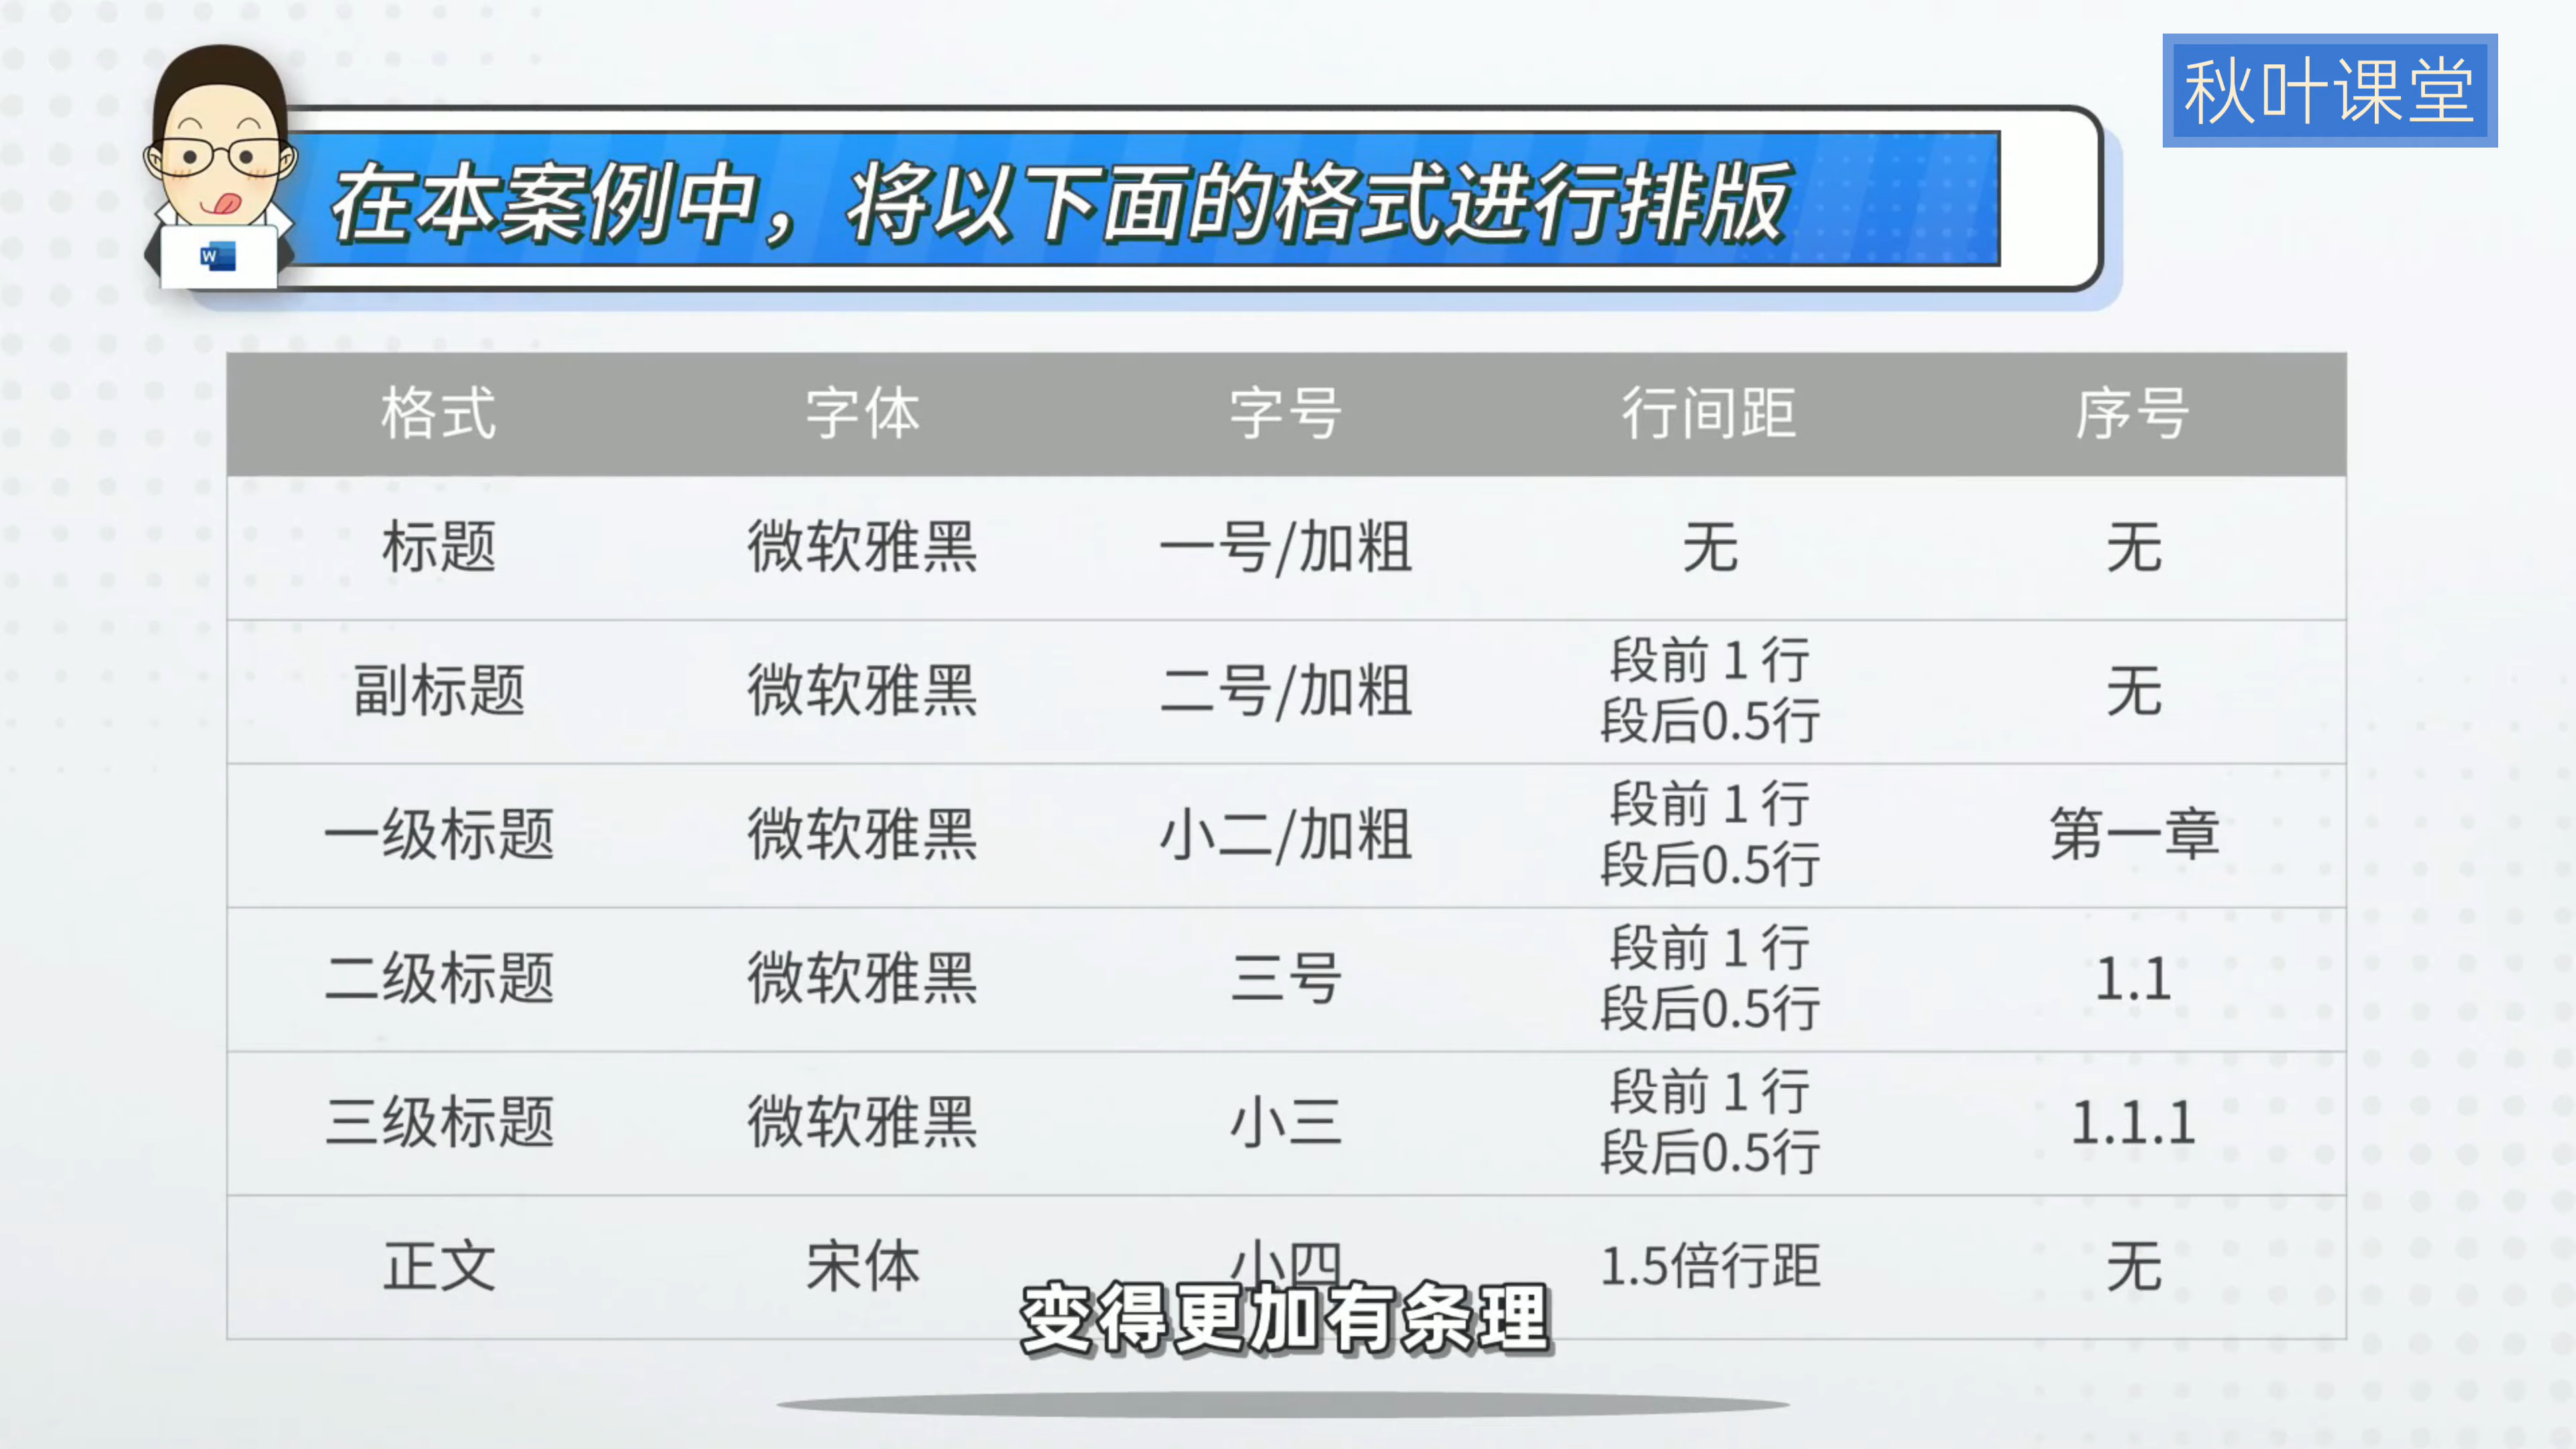 秋叶课堂
在本案例中，将以下面的格式进行排版
W
格式 字体 字号 行间距 序号
标题 微软雅黑 一号/加粗 无 无
副标题 微软雅黑 二号/加粗 段前 1 行 无
段后0.5行
一级标题 微软雅黑 小二/加粗 段前 1 行 第一章
段后0.5行
二级标题 微软雅黑 三号 段前 1 行 1.1
段后0.5行
三级标题 微软雅黑 小三 段前 1 行 1.1.1
段后0.5行
正文 宋体 小四 1.5倍行距 无
变得更加有条理